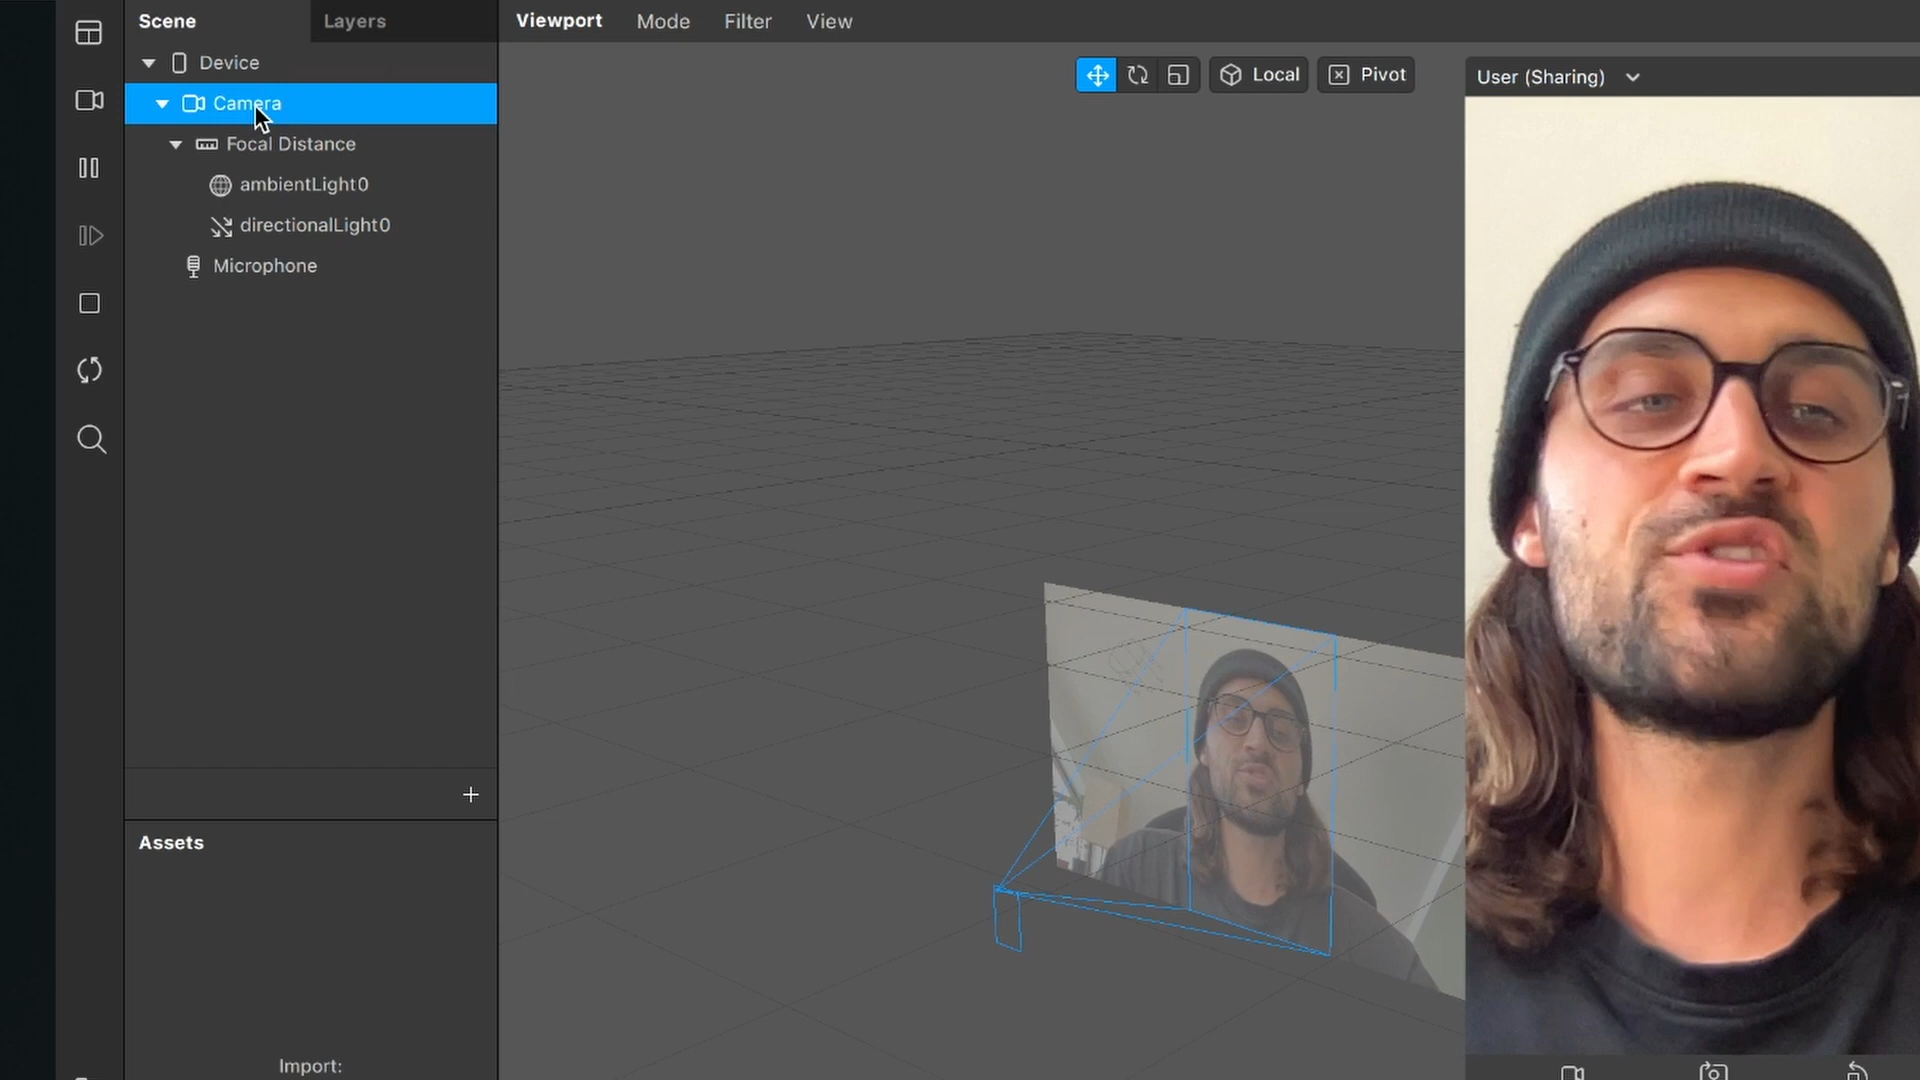 Scene
Layers
Viewport
Mode
Filter
View
Device
Local
Pivot
User (Sharing)
Camera
Focal Distance
ambientLight0
directionalLight0
Microphone
Assets
Import: